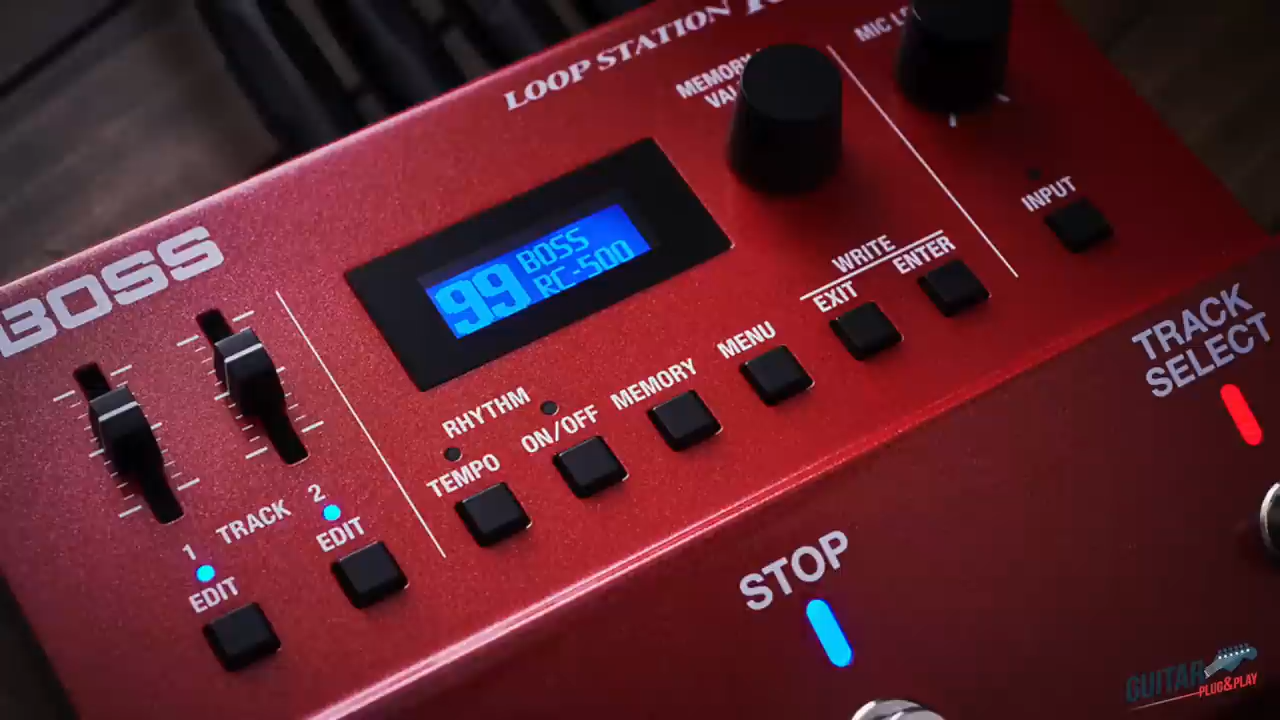 LOOP STATION
MEMORY
BOSS
99
BOSS
RC-500
INPUT
WRITE
EXIT
ENTER
MENU
MEMORY
RHYTHM
ON/OFF
TEMPO
1 TRACK 2
EDIT
EDIT
TRACK
SELECT
STOP
GUITAR
PLUG&PLAY